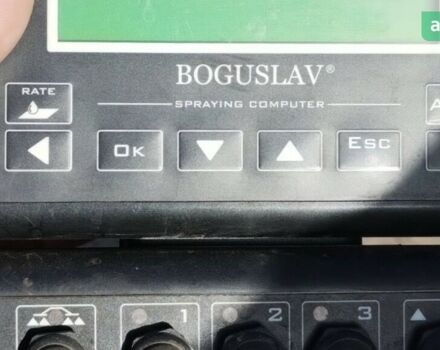 BOGUSLAV®
RATE
SPRAYING COMPUTER
OK
ESC
1
2
3